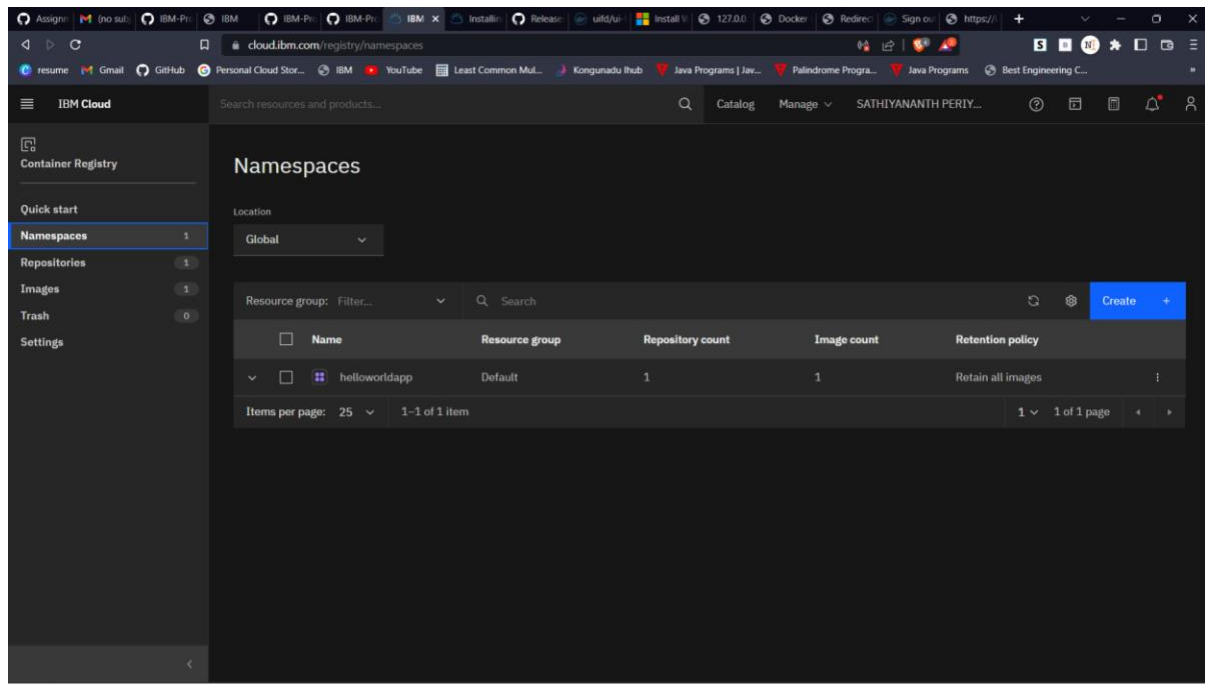 Assignn M (no sub IBM-Pro IBM IBM-Pro IBM-Pro IBM X Installin Release uifd/ui- Install 127.0.0 Docker Redirec Sign ou https:// +
cloud.ibm.com/registry/namespaces
resume Gmail GitHub Personal Cloud Stor... IBM YouTube Least Common Mul... Kongunadu Ihub Java Programs | Jav... Palindrome Progra... Java Programs Best Engineering C... »
IBM Cloud Search resources and products... Catalog Manage SATHIYANANTH PERIY...
Container Registry
Quick start
Namespaces 1
Repositories 1
Images 1
Trash 0
Settings
Namespaces
Location
Global
Resource group: Filter... Search Create +
Name Resource group Repository count Image count Retention policy
helloworldapp Default 1 1 Retain all images
Items per page: 25 1–1 of 1 item 1 1 of 1 page